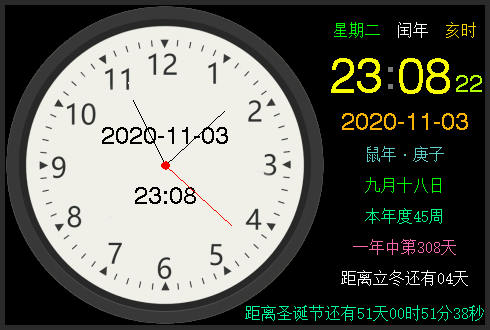 12
1
2
3
4
5
6
7
8
9
10
11
2020-11-03
23:08
星期二 闰年 亥时
23:08 22
2020-11-03
鼠年·庚子
九月十八日
本年度45周
一年中第308天
距离立冬还有04天
距离圣诞节还有51天00时51分38秒